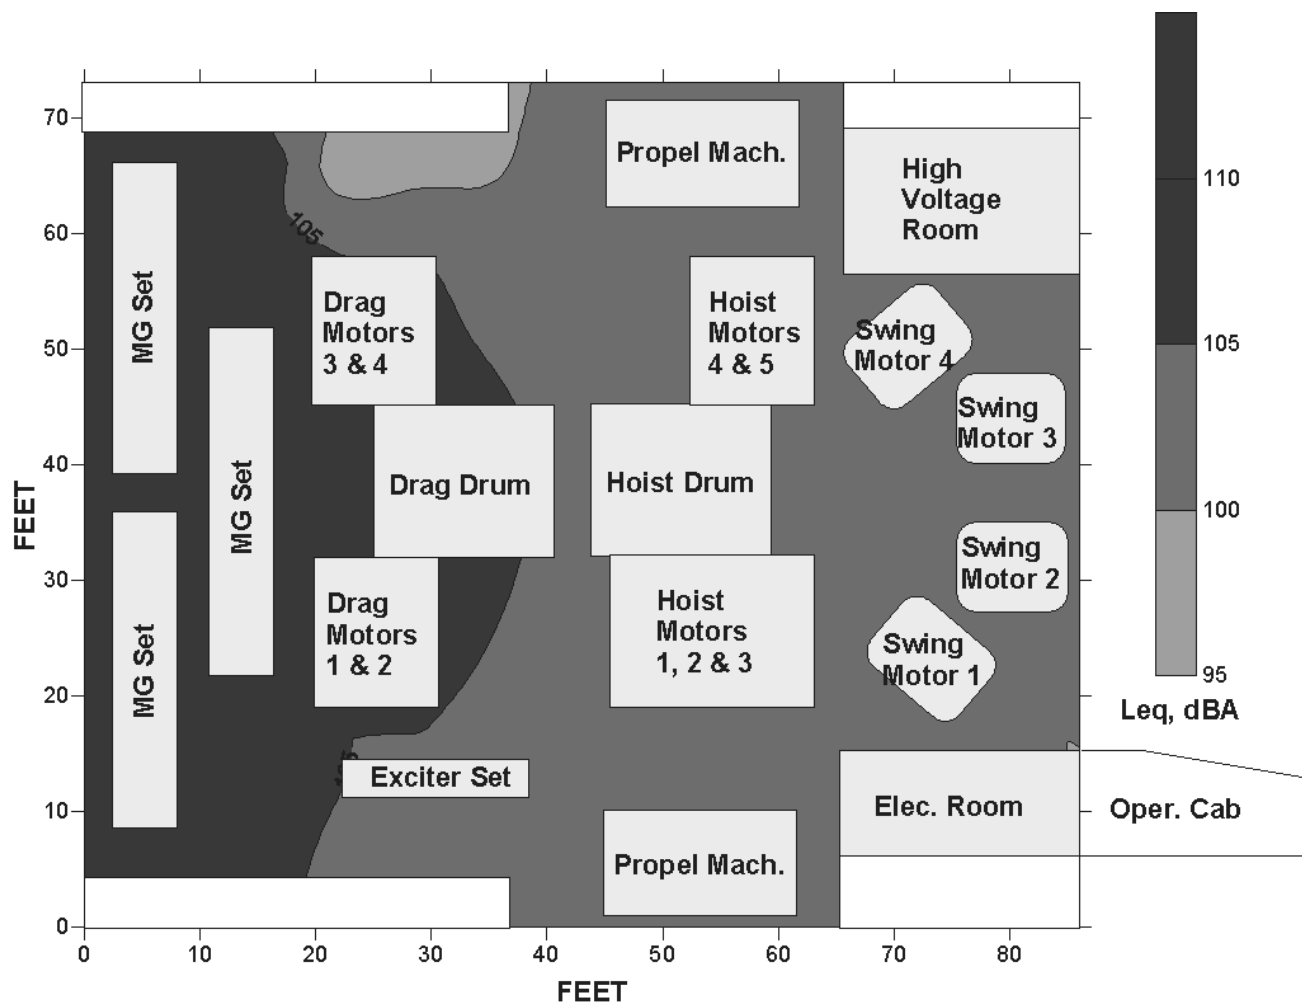 70
60
50
40
30
20
10
0
FEET
0
10
20
30
40
50
60
70
80
FEET
Propel Mach.
High
Voltage
Room
105
MG Set
Drag
Motors
3 & 4
Hoist
Motors
4 & 5
Swing
Motor 4
Swing
Motor 3
MG Set
Drag Drum
Hoist Drum
Swing
Motor 2
MG Set
Drag
Motors
1 & 2
Hoist
Motors
1, 2 & 3
Swing
Motor 1
Exciter Set
Elec. Room
Oper. Cab
Propel Mach.
110
105
100
95
Leq, dBA